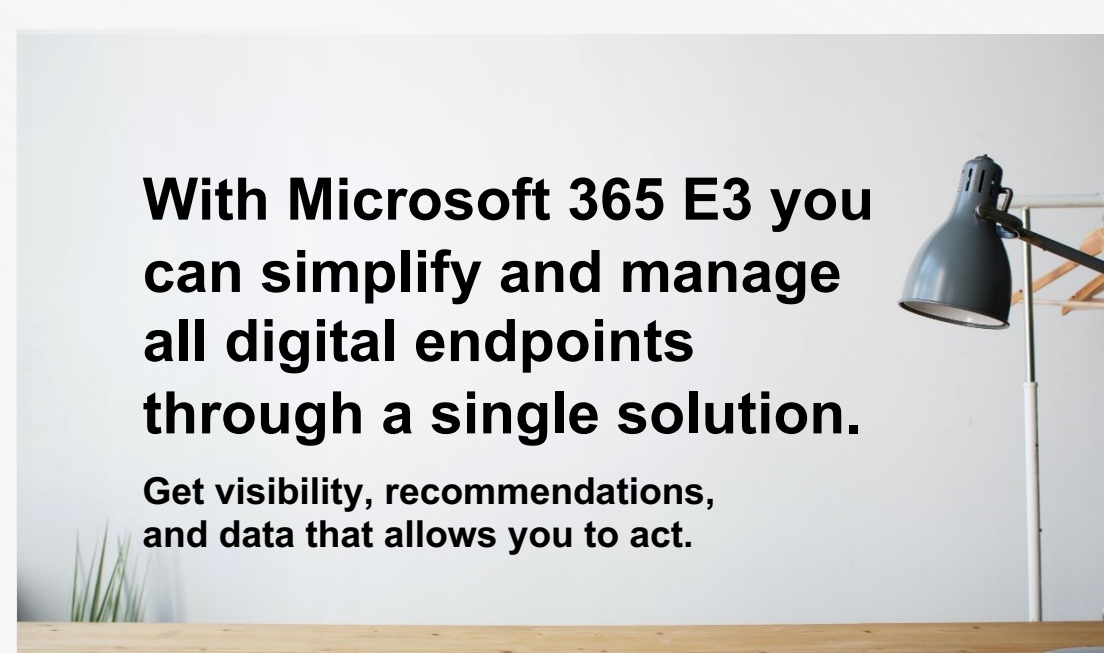 With Microsoft 365 E3 you
can simplify and manage
all digital endpoints
through a single solution.
Get visibility, recommendations,
and data that allows you to act.